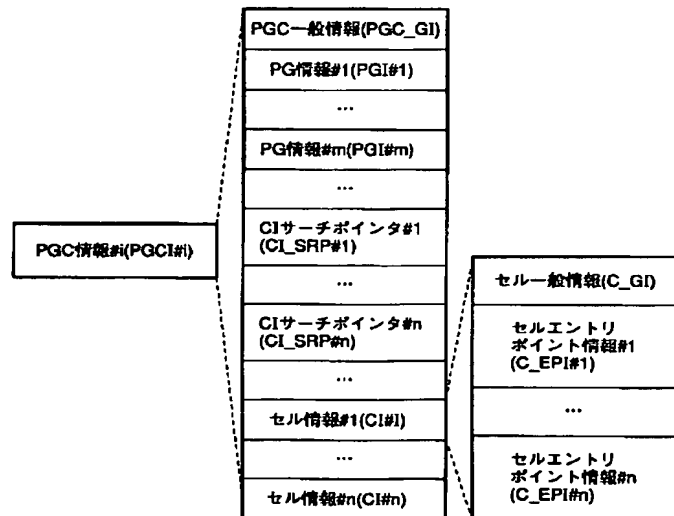 PGC一般情報(PGC_GI)
PG情報#1(PGI#1)
…
PG情報#m(PGI#m)
…
CIサーチポインタ#1
(CI_SRP#1)
…
CIサーチポインタ#n
(CI_SRP#n)
…
セル情報#1(CI#I)
…
セル情報#n(CI#n)
PGC情報#i(PGCI#i)
セル一般情報(C_GI)
セルエントリ
ポイント情報#1
(C_EPI#1)
…
セルエントリ
ポイント情報#n
(C_EPI#n)